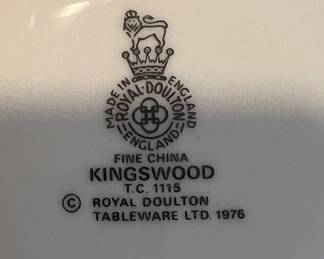 MADE IN ENGLAND
ROYAL·DOULTON
ENGLAND
FINE CHINA
KINGSWOOD
T.C. 1115
© ROYAL DOULTON
TABLEWARE LTD. 1976